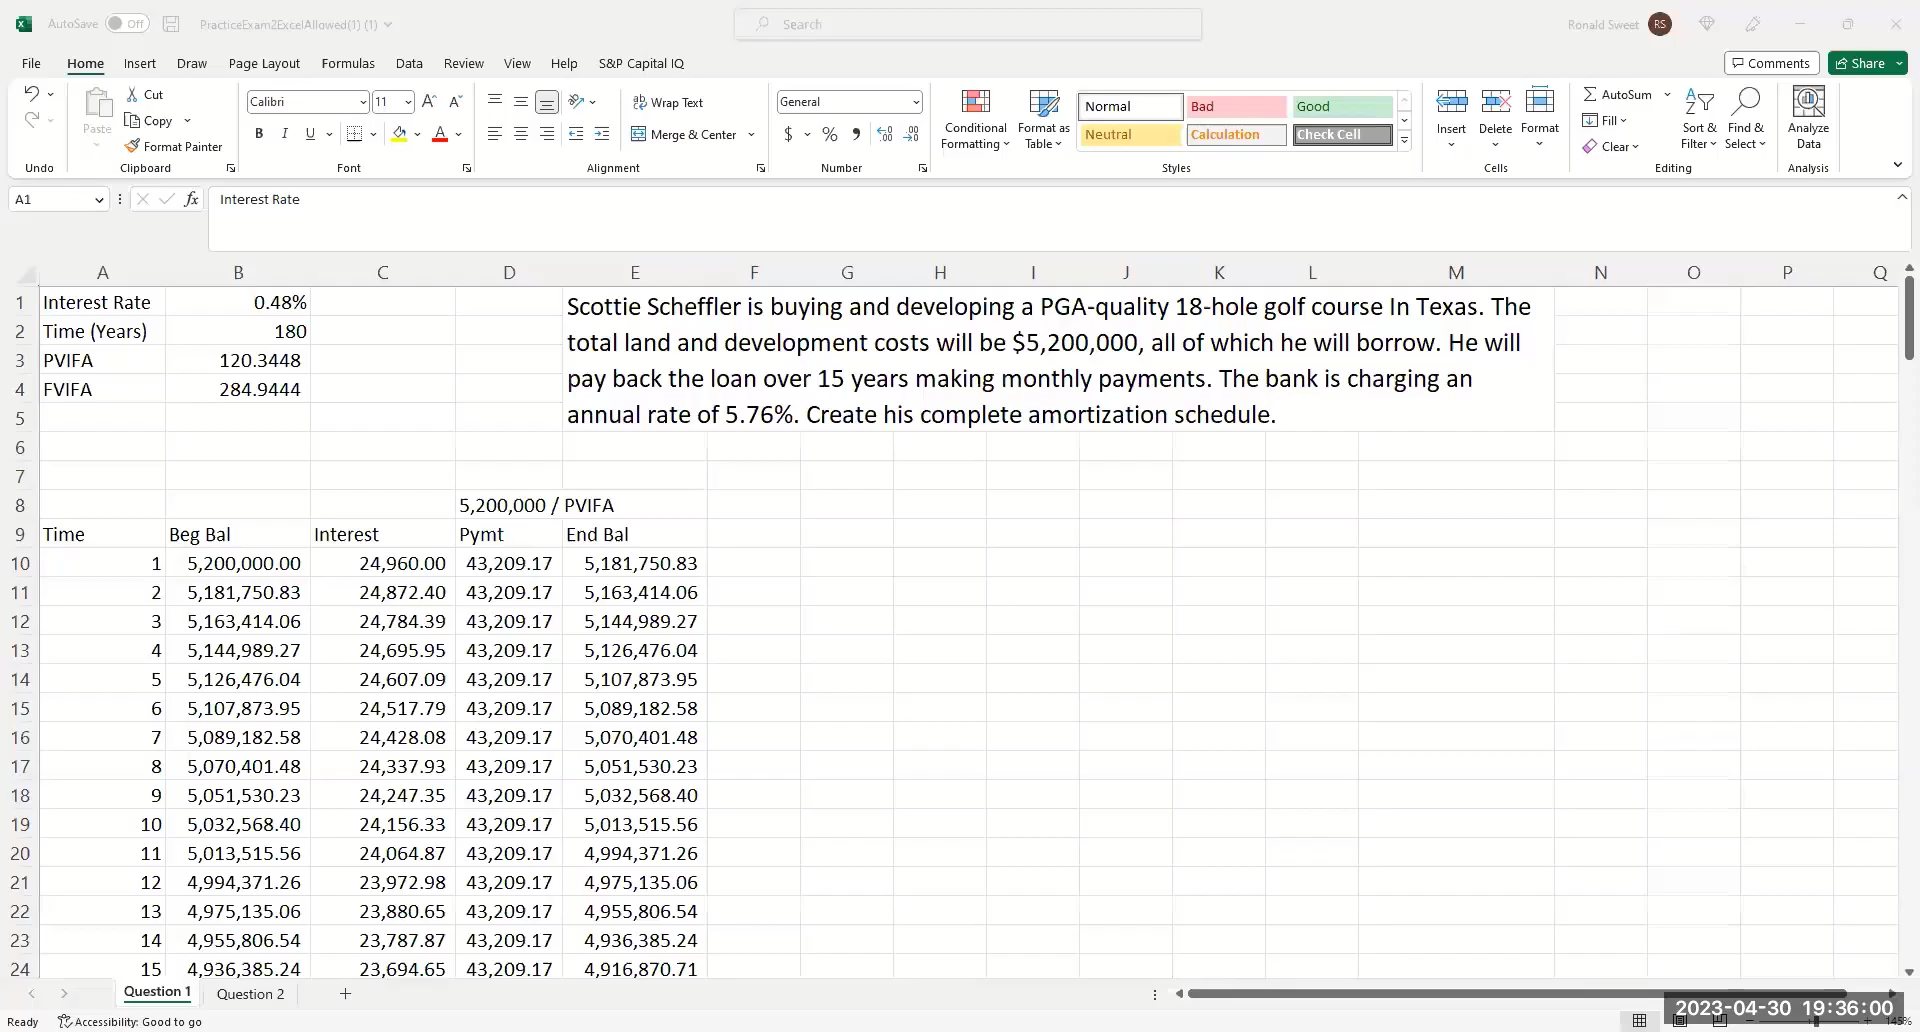 AutoSave Off PracticeExam2ExcelAllowed(1) (1) Search Ronald Sweet RS
File Home Insert Draw Page Layout Formulas Data Review View Help S&P Capital IQ Comments Share
Cut Calibri 11 Wrap Text General Normal Bad Good AutoSum
Paste Copy B I U A Merge & Center $ % Conditional Formatting Format as Table Neutral Calculation Check Cell Insert Delete Format Fill Sort & Filter Find & Select Analyze Data
Format Painter Clear
Undo Clipboard Font Alignment Number Styles Cells Editing Analysis
A1 fx Interest Rate
A B C D E F G H I J K L M N O P Q
1 Interest Rate 0.48% Scottie Scheffler is buying and developing a PGA-quality 18-hole golf course In Texas. The
2 Time (Years) 180 total land and development costs will be $5,200,000, all of which he will borrow. He will
3 PVIFA 120.3448 pay back the loan over 15 years making monthly payments. The bank is charging an
4 FVIFA 284.9444
5 annual rate of 5.76%. Create his complete amortization schedule.
6
7
8 5,200,000 / PVIFA
9 Time Beg Bal Interest Pymt End Bal
10 1 5,200,000.00 24,960.00 43,209.17 5,181,750.83
11 2 5,181,750.83 24,872.40 43,209.17 5,163,414.06
12 3 5,163,414.06 24,784.39 43,209.17 5,144,989.27
13 4 5,144,989.27 24,695.95 43,209.17 5,126,476.04
14 5 5,126,476.04 24,607.09 43,209.17 5,107,873.95
15 6 5,107,873.95 24,517.79 43,209.17 5,089,182.58
16 7 5,089,182.58 24,428.08 43,209.17 5,070,401.48
17 8 5,070,401.48 24,337.93 43,209.17 5,051,530.23
18 9 5,051,530.23 24,247.35 43,209.17 5,032,568.40
19 10 5,032,568.40 24,156.33 43,209.17 5,013,515.56
20 11 5,013,515.56 24,064.87 43,209.17 4,994,371.26
21 12 4,994,371.26 23,972.98 43,209.17 4,975,135.06
22 13 4,975,135.06 23,880.65 43,209.17 4,955,806.54
23 14 4,955,806.54 23,787.87 43,209.17 4,936,385.24
24 15 4,936,385.24 23,694.65 43,209.17 4,916,870.71
Question 1 Question 2
2023-04-30 19:36:00
Ready Accessibility: Good to go 145%